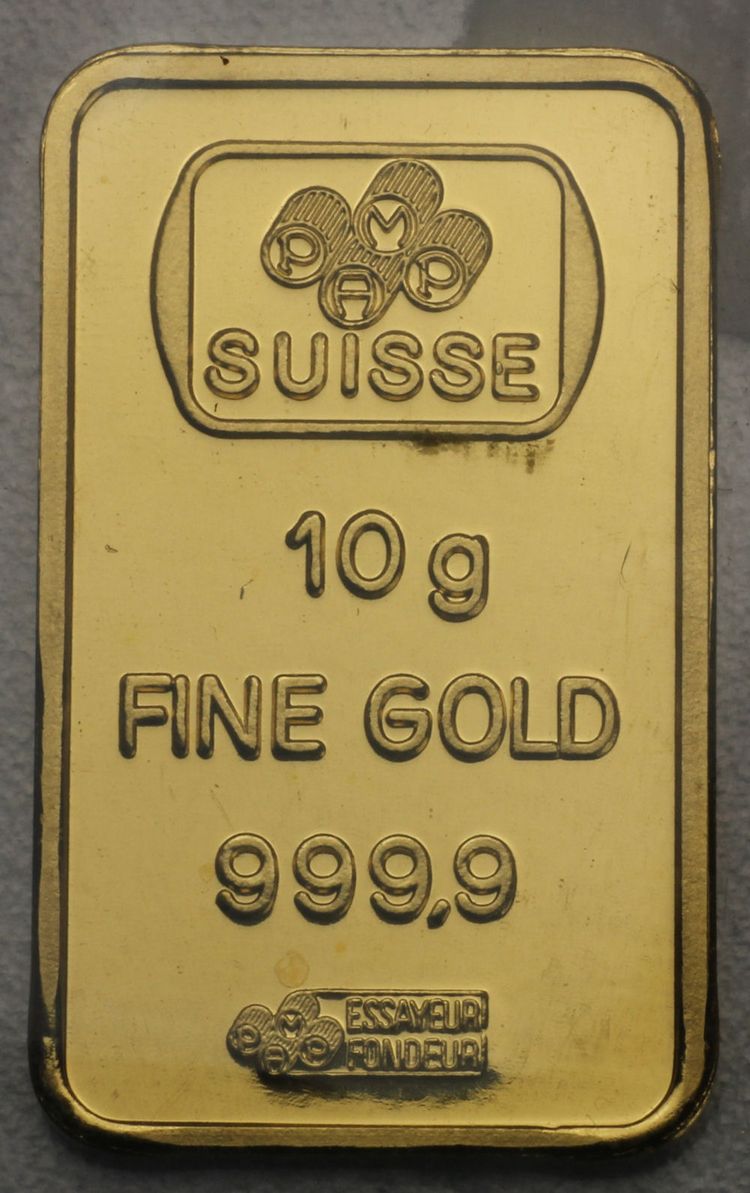 PAMP
SUISSE
10 g
FINE GOLD
999,9
PAMP ESSAYEUR
FONDEUR